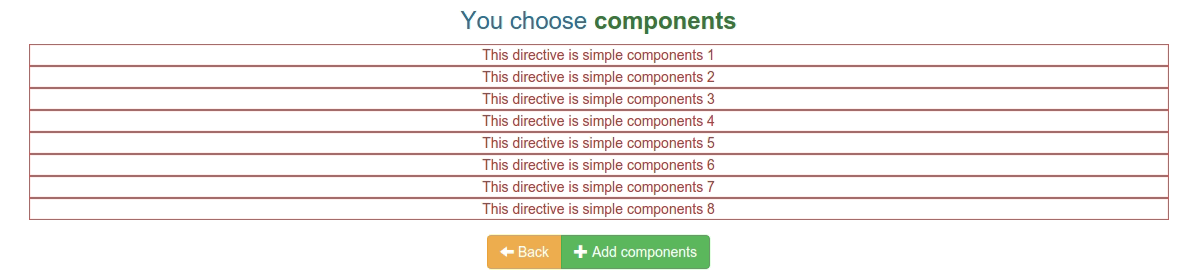 You choose components
This directive is simple components 1
This directive is simple components 2
This directive is simple components 3
This directive is simple components 4
This directive is simple components 5
This directive is simple components 6
This directive is simple components 7
This directive is simple components 8
Back Add components